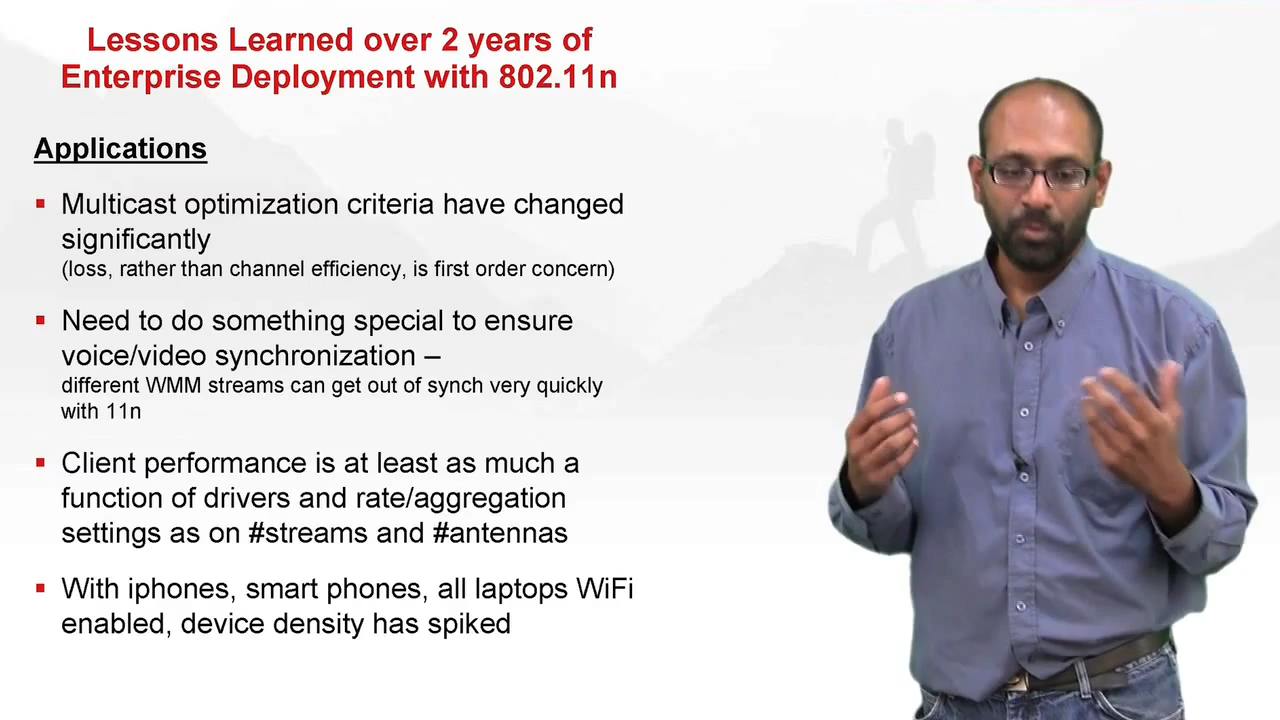 Lessons Learned over 2 years of
Enterprise Deployment with 802.11n
Applications
Multicast optimization criteria have changed
significantly
(loss, rather than channel efficiency, is first order concern)
Need to do something special to ensure
voice/video synchronization –
different WMM streams can get out of synch very quickly
with 11n
Client performance is at least as much a
function of drivers and rate/aggregation
settings as on #streams and #antennas
With iphones, smart phones, all laptops WiFi
enabled, device density has spiked